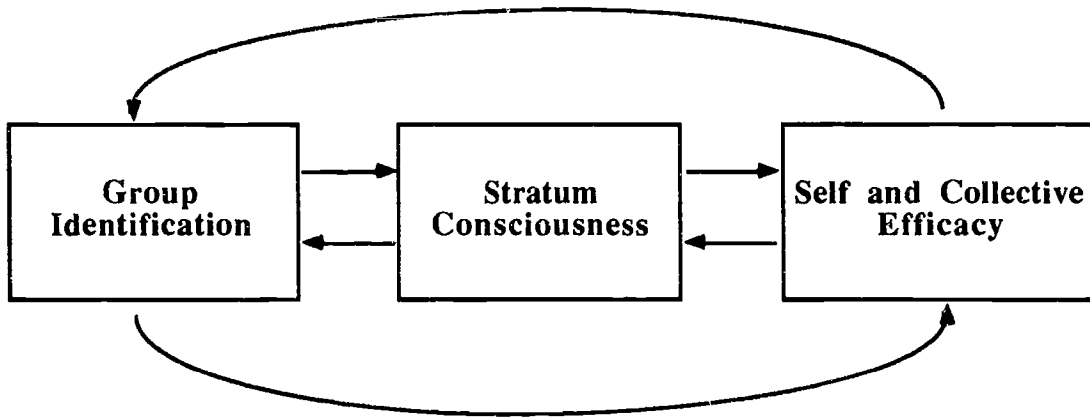 Group
Identification
Stratum
Consciousness
Self and Collective
Efficacy